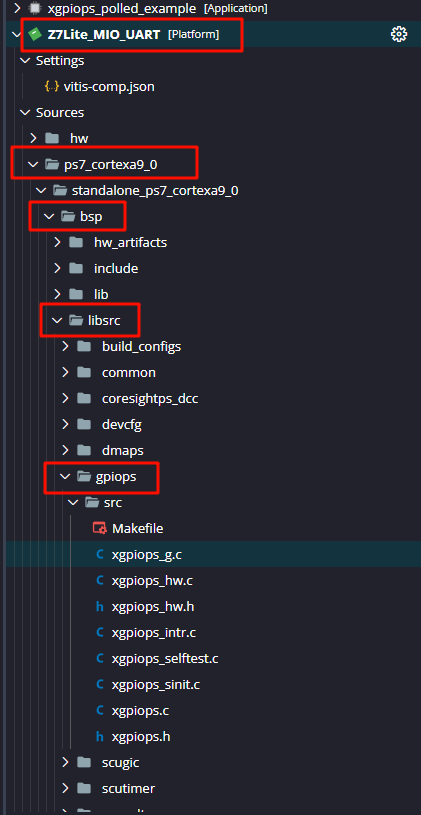 xgpiops_polled_example [Application]
Z7Lite_MIO_UART [Platform]
Settings
{..} vitis-comp.json
Sources
hw
ps7_cortexa9_0
standalone_ps7_cortexa9_0
bsp
hw_artifacts
include
lib
libsrc
build_configs
common
coresightps_dcc
devcfg
dmaps
gpiops
src
Makefile
C xgpiops_g.c
C xgpiops_hw.c
h xgpiops_hw.h
C xgpiops_intr.c
C xgpiops_selftest.c
C xgpiops_sinit.c
C xgpiops.c
h xgpiops.h
scugic
scutimer